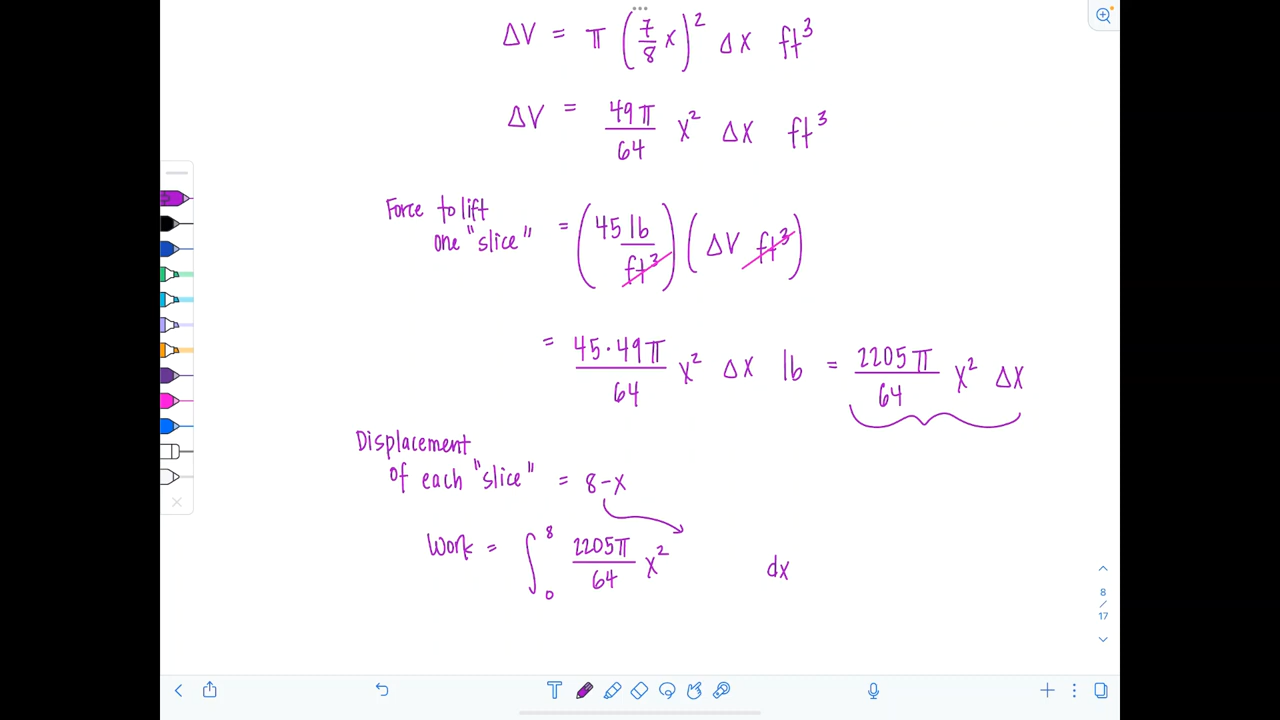 ΔV = π (7/8 x)² Δx ft³
ΔV = 49π/64 x² Δx ft³
Force to lift one "slice" = (45 lb/ft³) (ΔV ft³)
= 45·49π/64 x² Δx lb = 2205π/64 x² Δx
Displacement
of each "slice" = 8-x
Work = ∫₀⁸ 2205π/64 x² dx
8
/
17
T